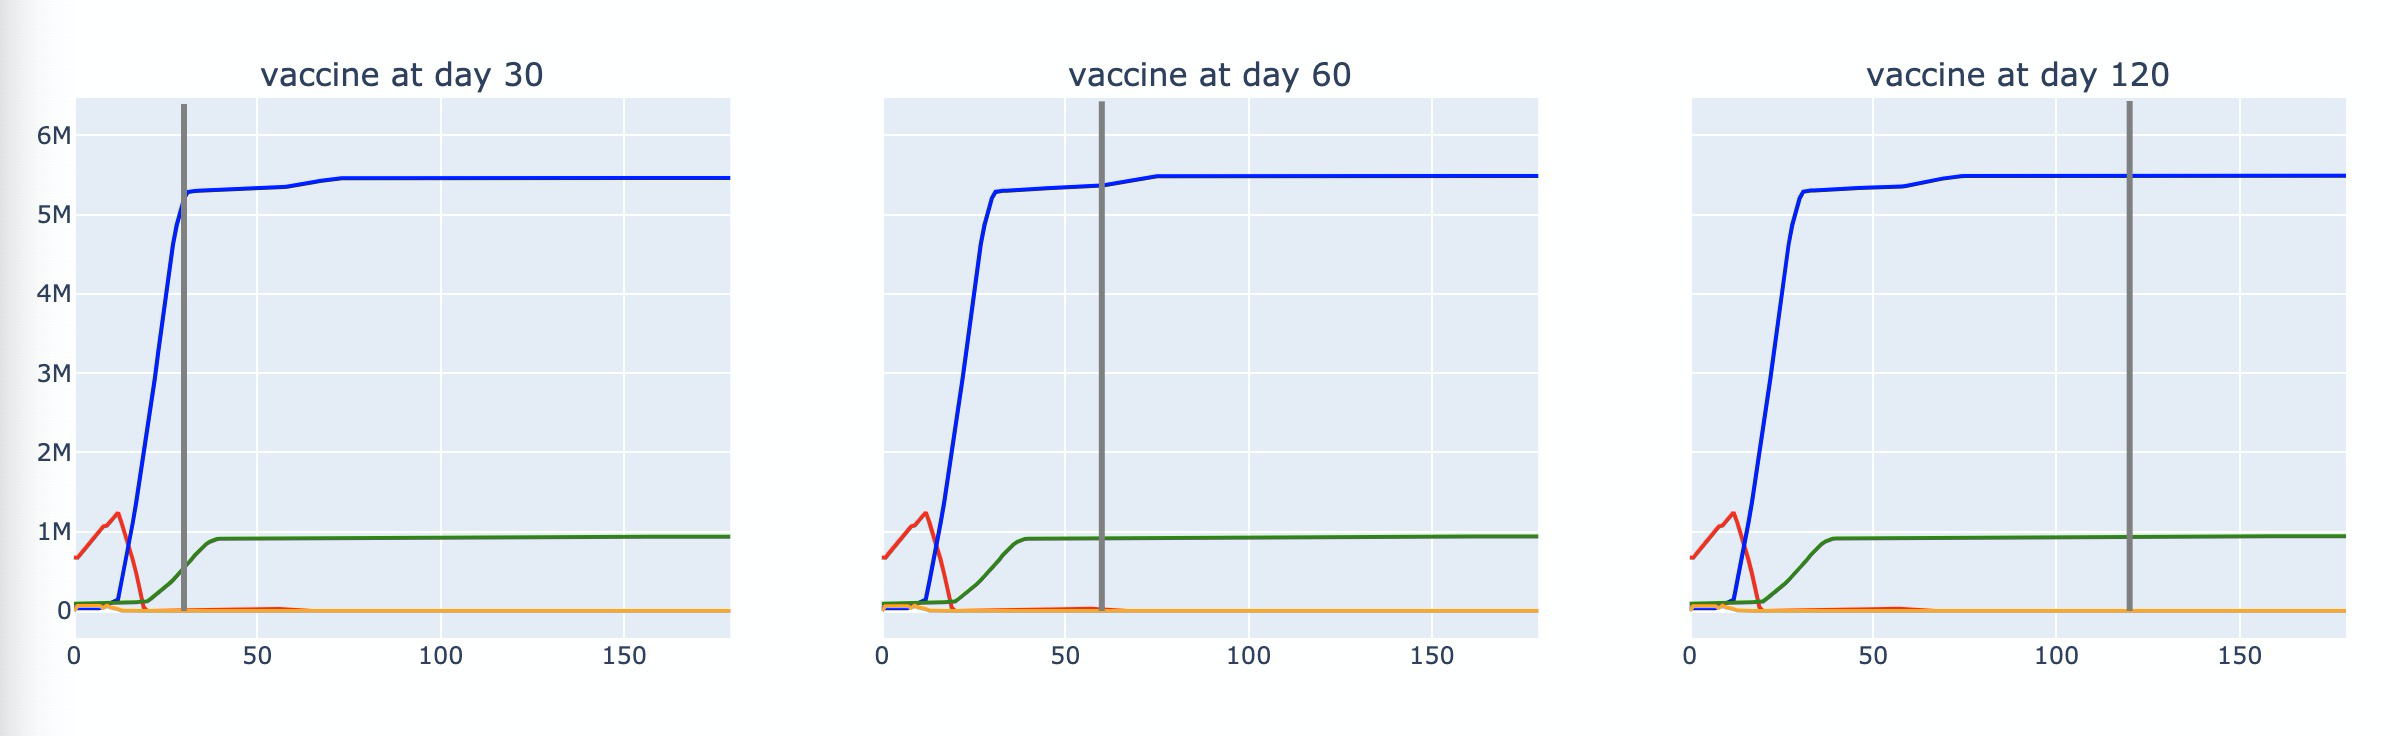 vaccine at day 30
vaccine at day 60
vaccine at day 120
6M
5M
4M
3M
2M
1M
0
0 50 100 150
0 50 100 150
0 50 100 150